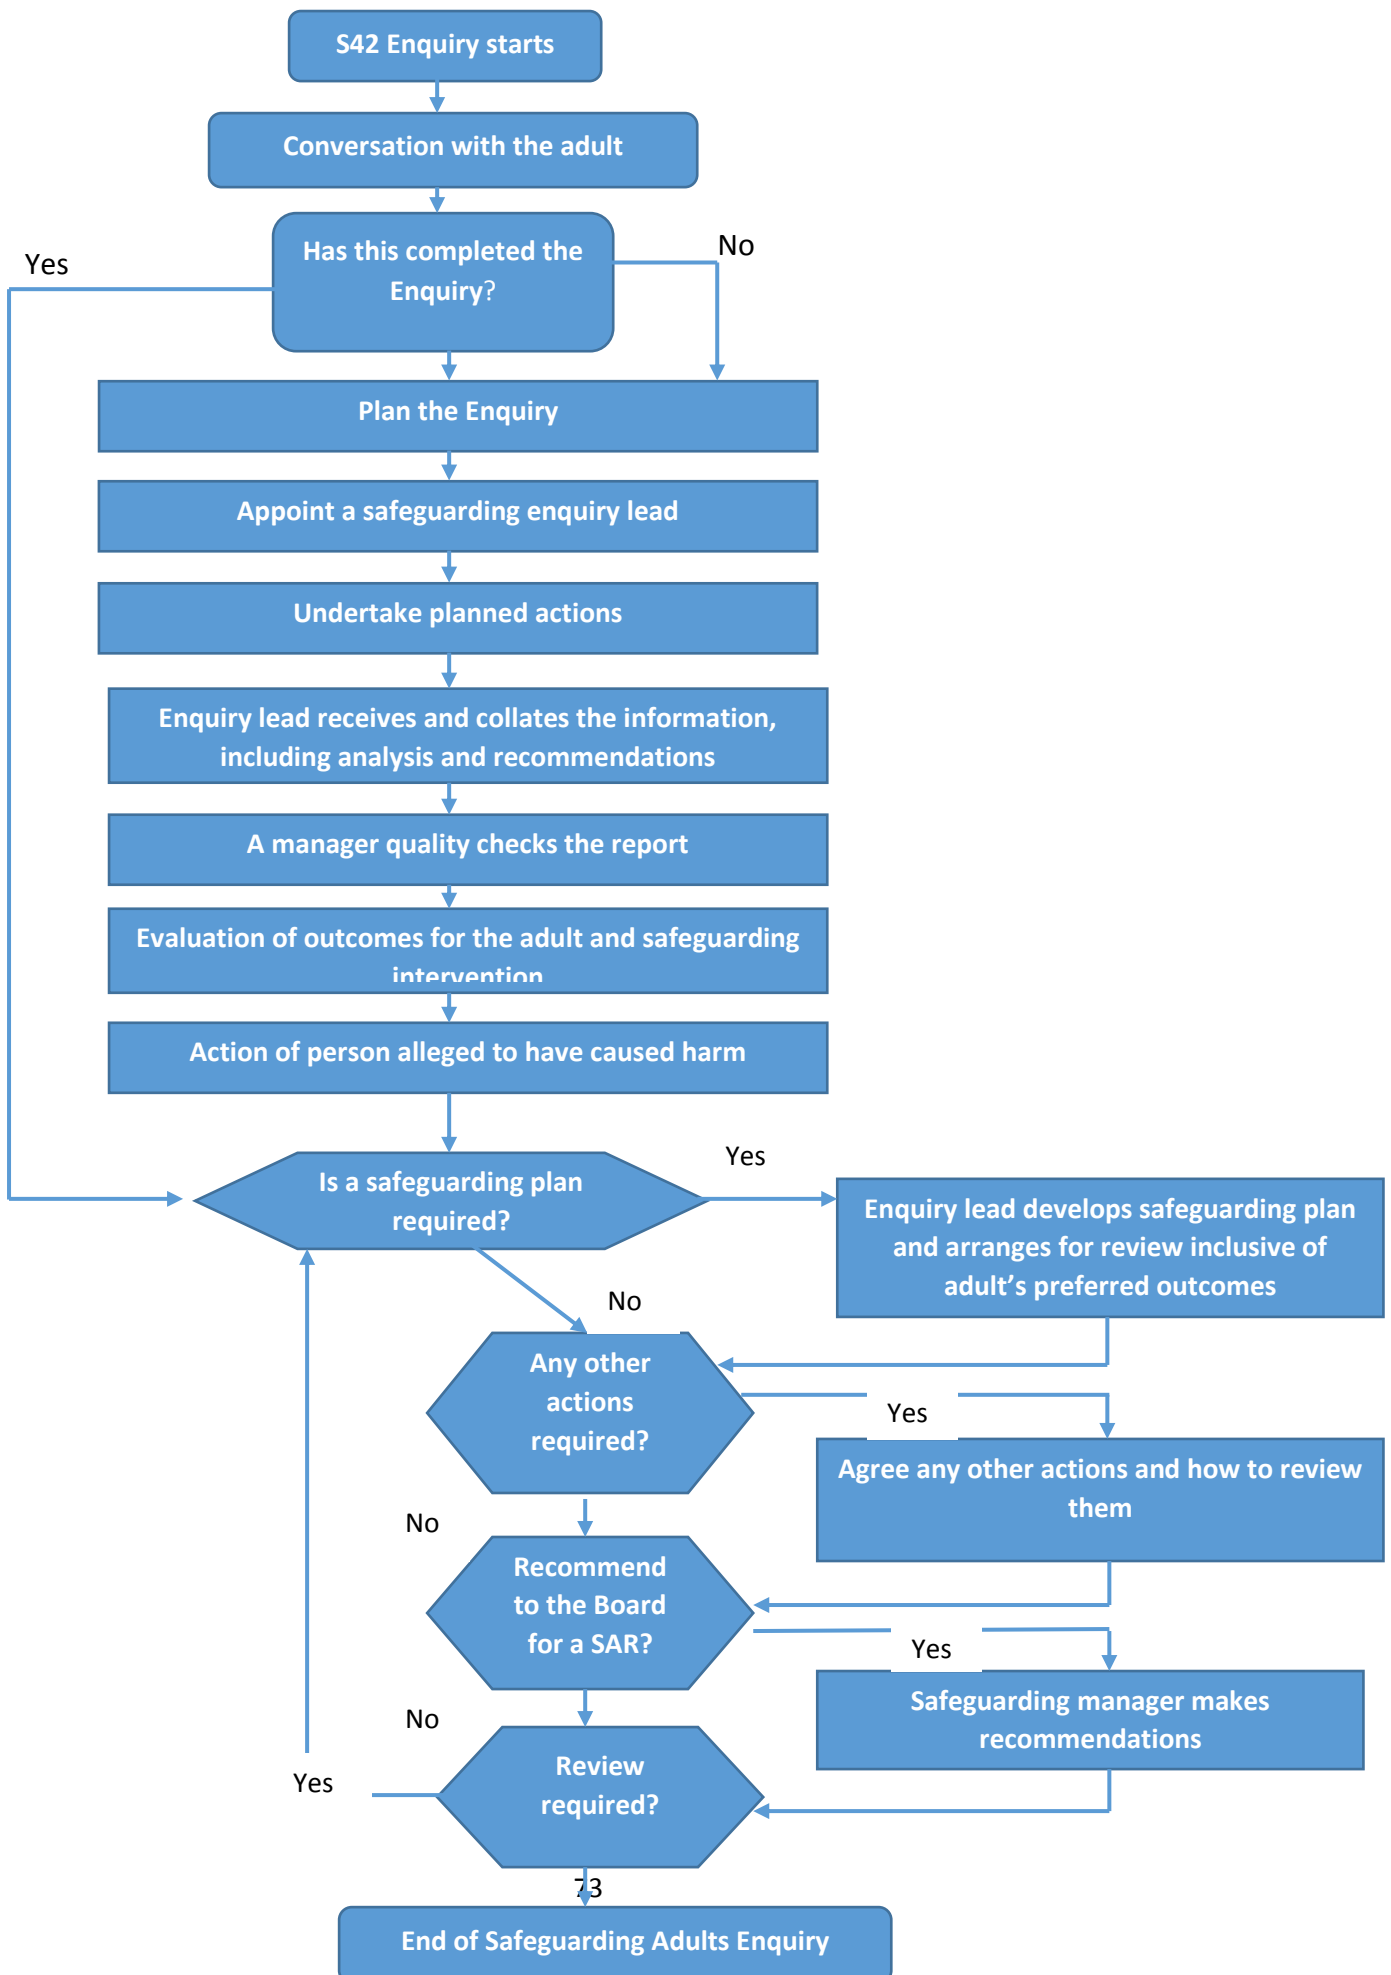 S42 Enquiry starts
Conversation with the adult
Has this completed the
Enquiry?
Yes
No
Plan the Enquiry
Appoint a safeguarding enquiry lead
Undertake planned actions
Enquiry lead receives and collates the information,
including analysis and recommendations
A manager quality checks the report
Evaluation of outcomes for the adult and safeguarding
intervention
Action of person alleged to have caused harm
Is a safeguarding plan
required?
Yes
Enquiry lead develops safeguarding plan
and arranges for review inclusive of
adult’s preferred outcomes
No
Any other
actions
required?
Yes
Agree any other actions and how to review
them
No
Recommend
to the Board
for a SAR?
Yes
Safeguarding manager makes
recommendations
No
Review
required?
Yes
73
End of Safeguarding Adults Enquiry